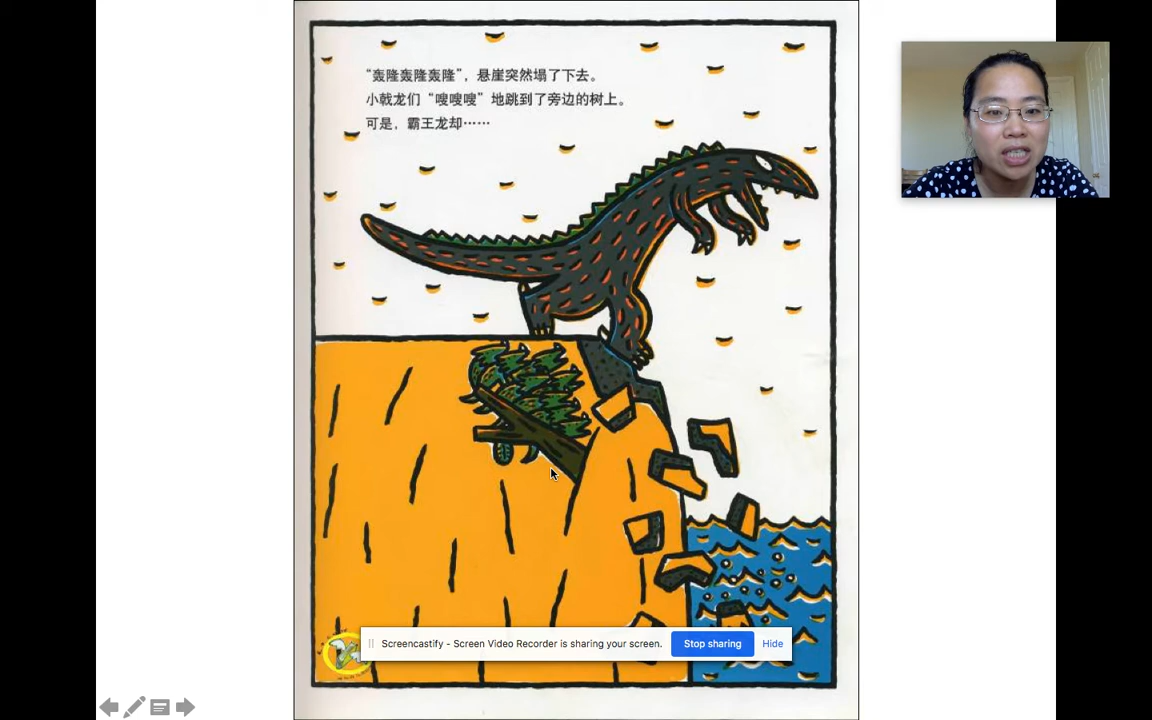 “轰隆轰隆轰隆”，悬崖突然塌了下去。
小戟龙们“嗖嗖嗖”地跳到了旁边的树上。
可是，霸王龙却……
Screencastify - Screen Video Recorder is sharing your screen.
Stop sharing
Hide